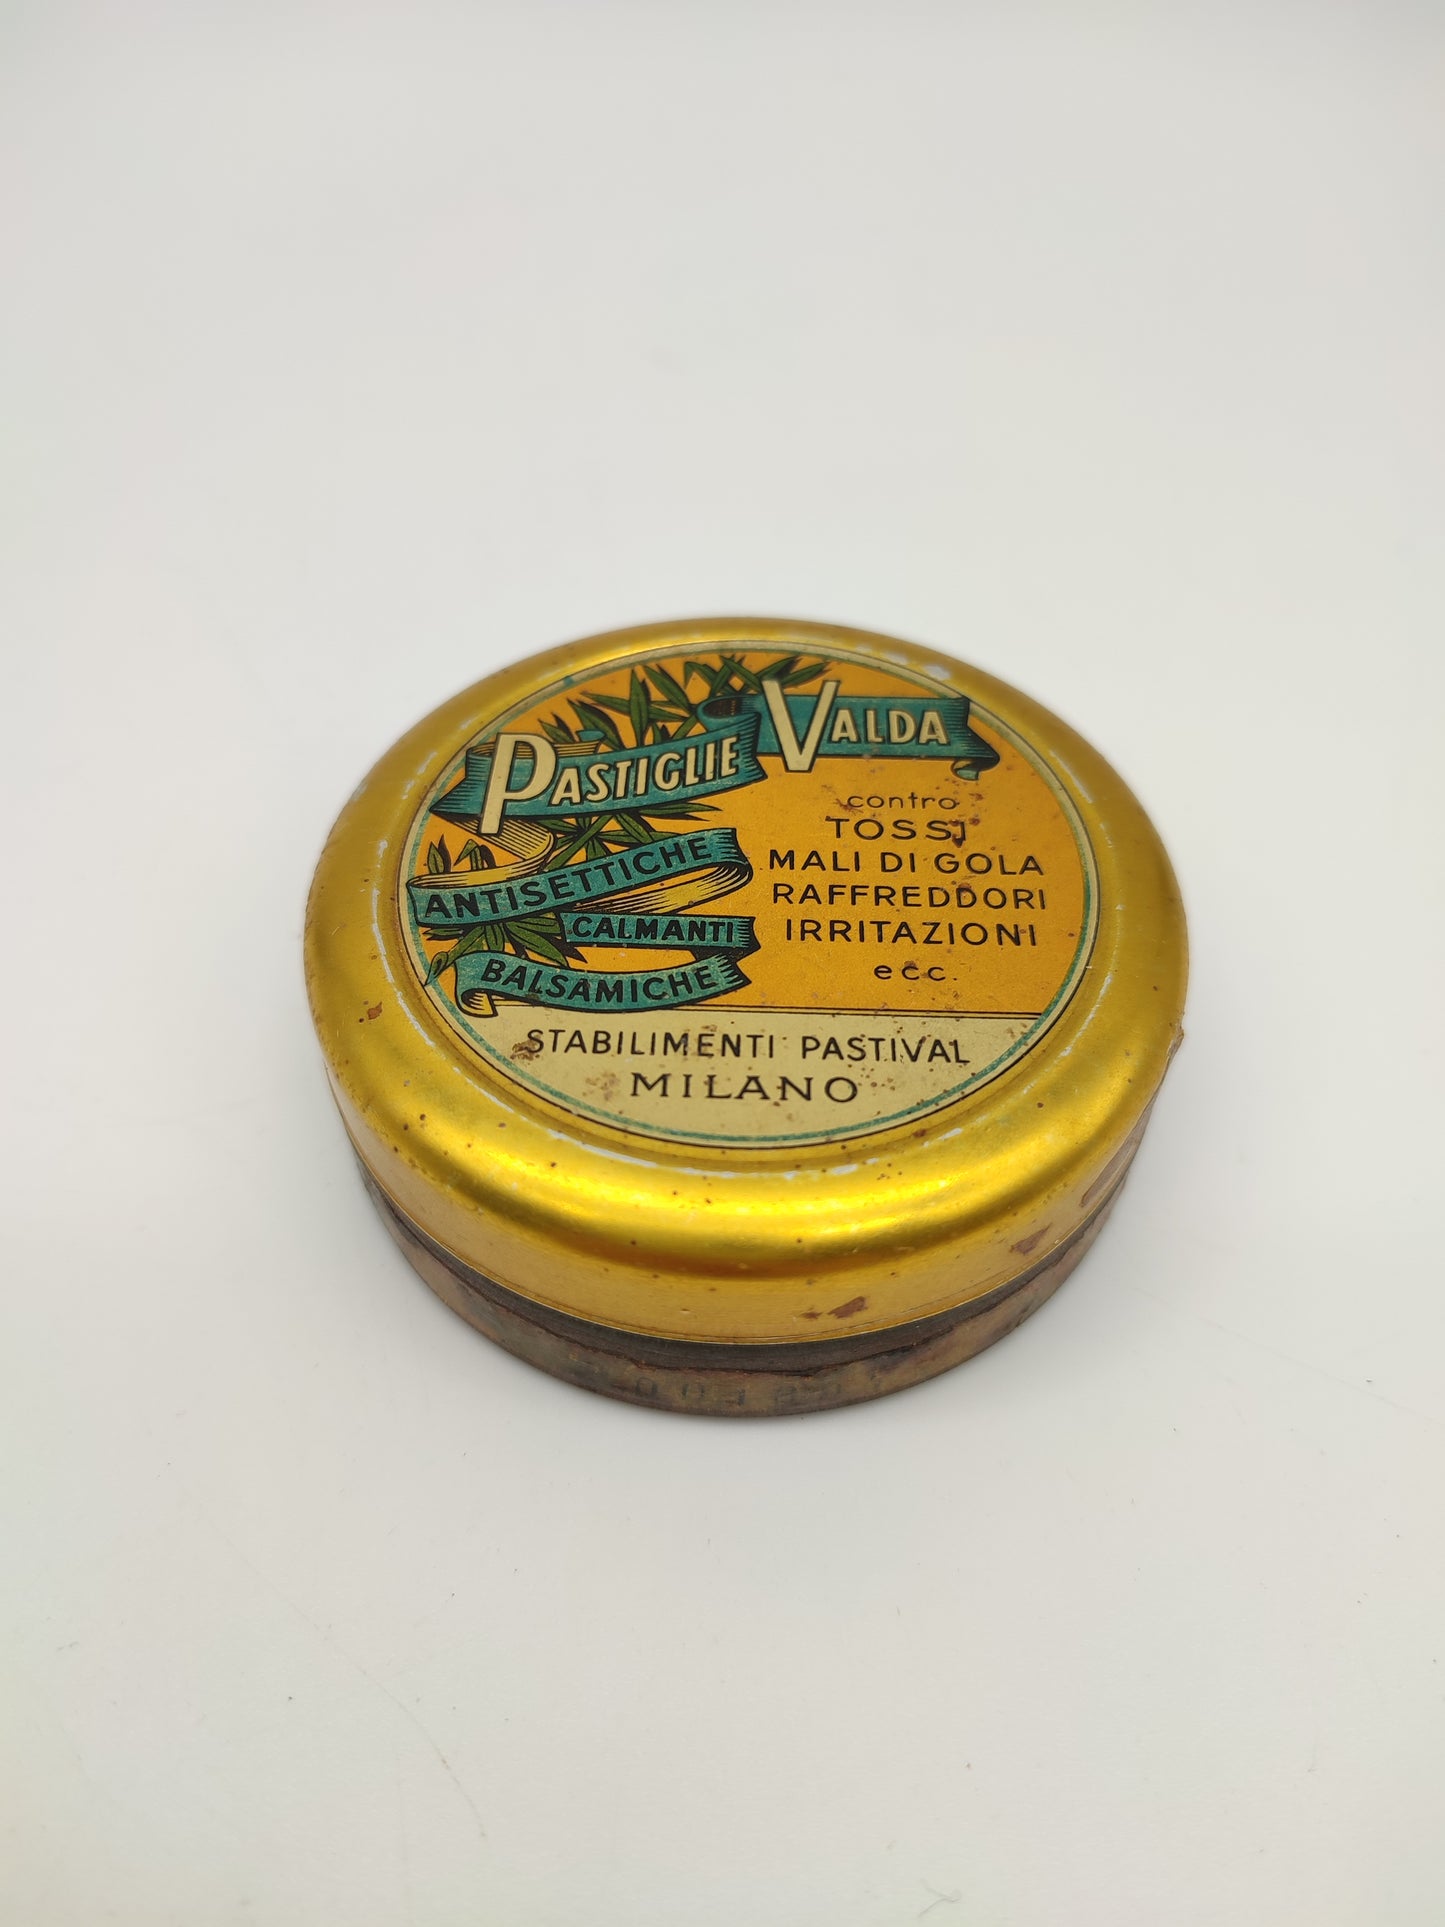 PASTIGLIE VALDA
ANTISETTICHE
CALMANTI
BALSAMICHE
contro
TOSSI
MALI DI GOLA
RAFFREDDORI
IRRITAZIONI
ecc.
STABILIMENTI PASTIVAL
MILANO